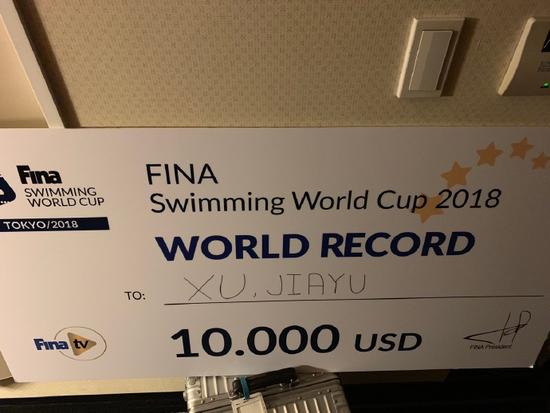 Fina
SWIMMING
WORLD CUP
TOKYO/2018
FINA
Swimming World Cup 2018
WORLD RECORD
TO: XU, JIAYU
10.000 USD
Fina tv
FINA President